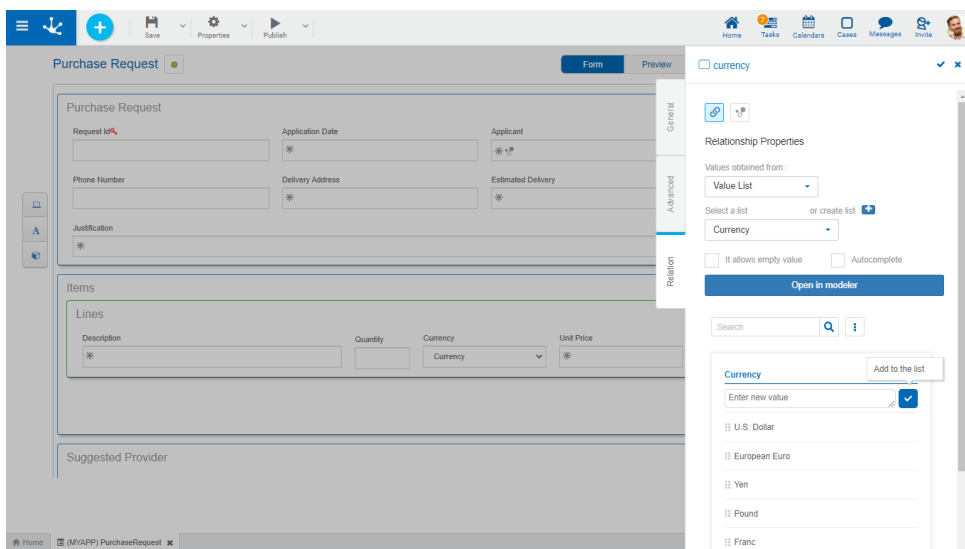 Save
Properties
Publish
Home
7
Tasks
Calendars
Cases
Messages
Invite
Purchase Request
Form
Preview
Purchase Request
Request Id
Application Date
Applicant
Phone Number
Delivery Address
Estimated Delivery
Justification
Items
Lines
Description
Quantity
Currency
Unit Price
Currency
Suggested Provider
Home
(MYAPP) PurchaseRequest
General
Advanced
Relation
currency
Relationship Properties
Values obtained from :
Value List
Select a list
or create list
Currency
It allows empty value
Autocomplete
Open in modeler
Search
Add to the list
Currency
Enter new value
U.S. Dollar
European Euro
Yen
Pound
Franc